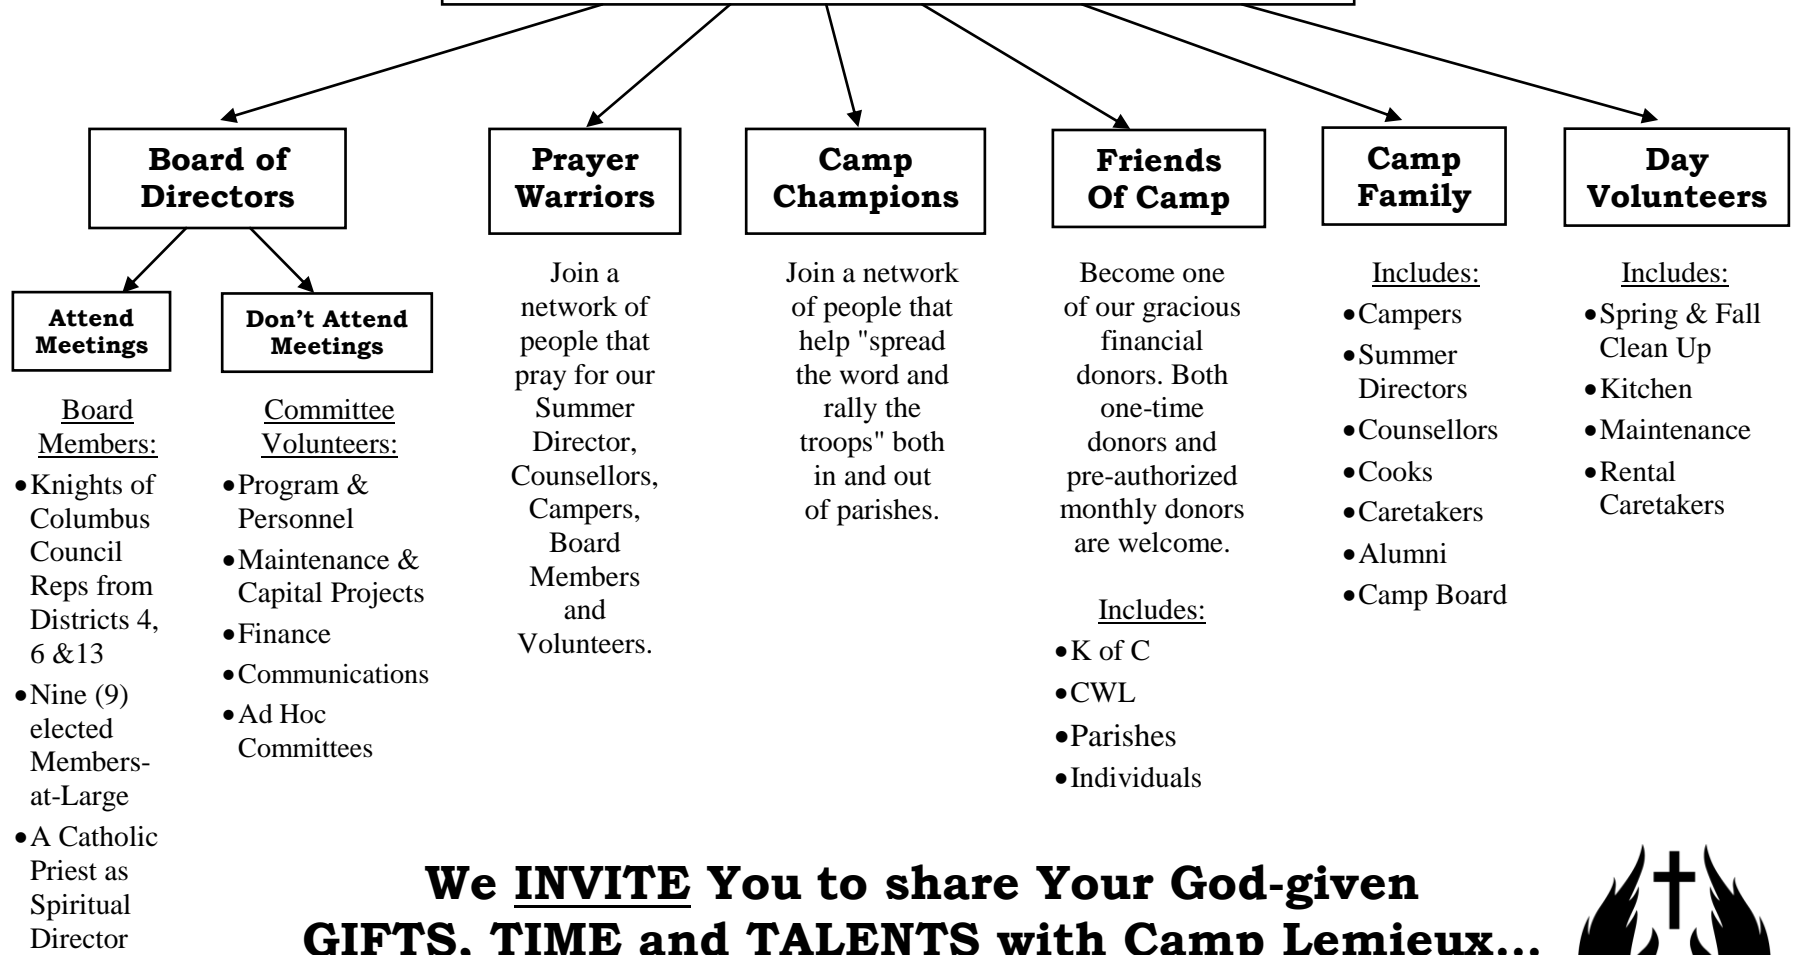 Board of
Directors
Attend
Meetings
Board
Members:
•Knights of
Columbus
Council
Reps from
Districts 4,
6 &13
•Nine (9)
elected
Members-
at-Large
•A Catholic
Priest as
Spiritual
Director
Don’t Attend
Meetings
Committee
Volunteers:
•Program &
Personnel
•Maintenance &
Capital Projects
•Finance
•Communications
•Ad Hoc
Committees
Prayer
Warriors
Join a
network of
people that
pray for our
Summer
Director,
Counsellors,
Campers,
Board
Members
and
Volunteers.
Camp
Champions
Join a network
of people that
help "spread
the word and
rally the
troops" both
in and out
of parishes.
Friends
Of Camp
Become one
of our gracious
financial
donors. Both
one-time
donors and
pre-authorized
monthly donors
are welcome.
Includes:
•K of C
•CWL
•Parishes
•Individuals
Camp
Family
Includes:
•Campers
•Summer
Directors
•Counsellors
•Cooks
•Caretakers
•Alumni
•Camp Board
Day
Volunteers
Includes:
•Spring & Fall
Clean Up
•Kitchen
•Maintenance
•Rental
Caretakers
We INVITE You to share Your God-given
GIFTS, TIME and TALENTS with Camp Lemieux...